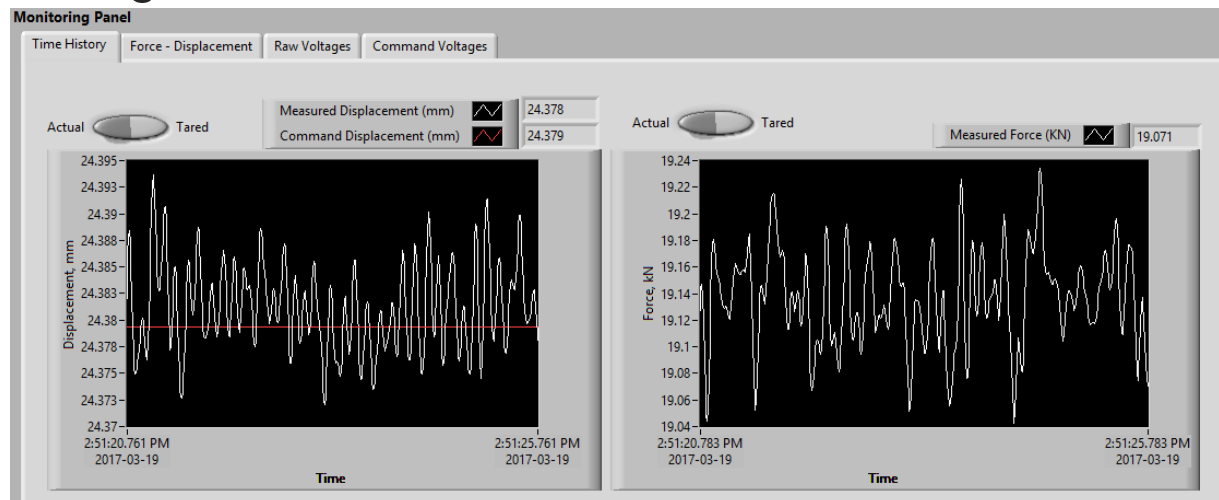 Monitoring Panel
Time History
Force - Displacement
Raw Voltages
Command Voltages
Actual
Tared
Measured Displacement (mm)
24.378
Command Displacement (mm)
24.379
24.395
24.393
24.39
24.388
24.385
24.383
24.38
24.378
24.375
24.373
24.37
Displacement, mm
2:51:20.761 PM
2017-03-19
2:51:25.761 PM
2017-03-19
Time
Actual
Tared
Measured Force (KN)
19.071
19.24
19.22
19.2
19.18
19.16
19.14
19.12
19.1
19.08
19.06
19.04
Force, kN
2:51:20.783 PM
2017-03-19
2:51:25.783 PM
2017-03-19
Time